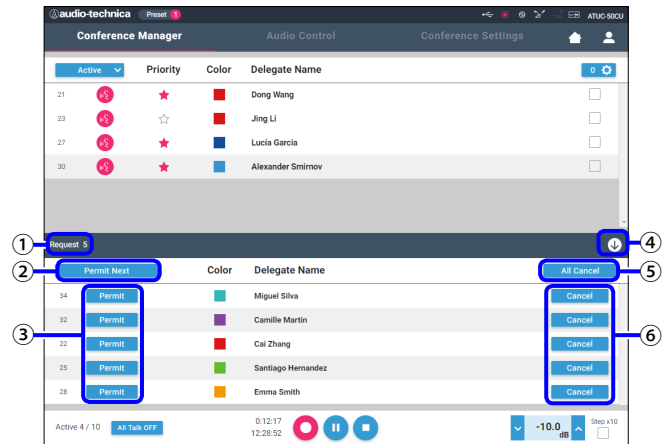 audio-technica Preset 1 ATUC-50CU
Conference Manager Audio Control Conference Settings
Active Priority Color Delegate Name 0
21 Dong Wang
23 Jing Li
27 Lucía Garcia
30 Alexander Smirnov
① Request 5 ④
② Permit Next Color Delegate Name All Cancel ⑤
34 Permit Miguel Silva Cancel
32 Permit Camille Martin Cancel
③ 22 Permit Cai Zhang Cancel ⑥
25 Permit Santiago Hernandez Cancel
28 Permit Emma Smith Cancel
Active 4 / 10 All Talk OFF 0:12:17 -10.0 Step x10
12:28:52 dB